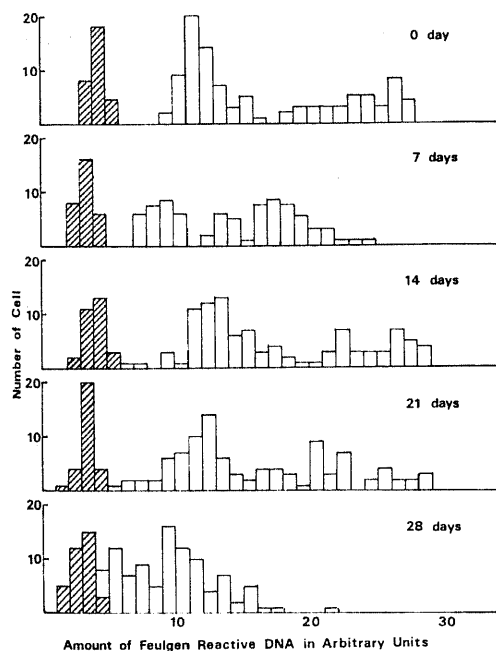 20
10
0 day
20
10
7 days
20
10
14 days
20
10
21 days
20
10
28 days
Number of Cell
10 20 30
Amount of Feulgen Reactive DNA in Arbitrary Units